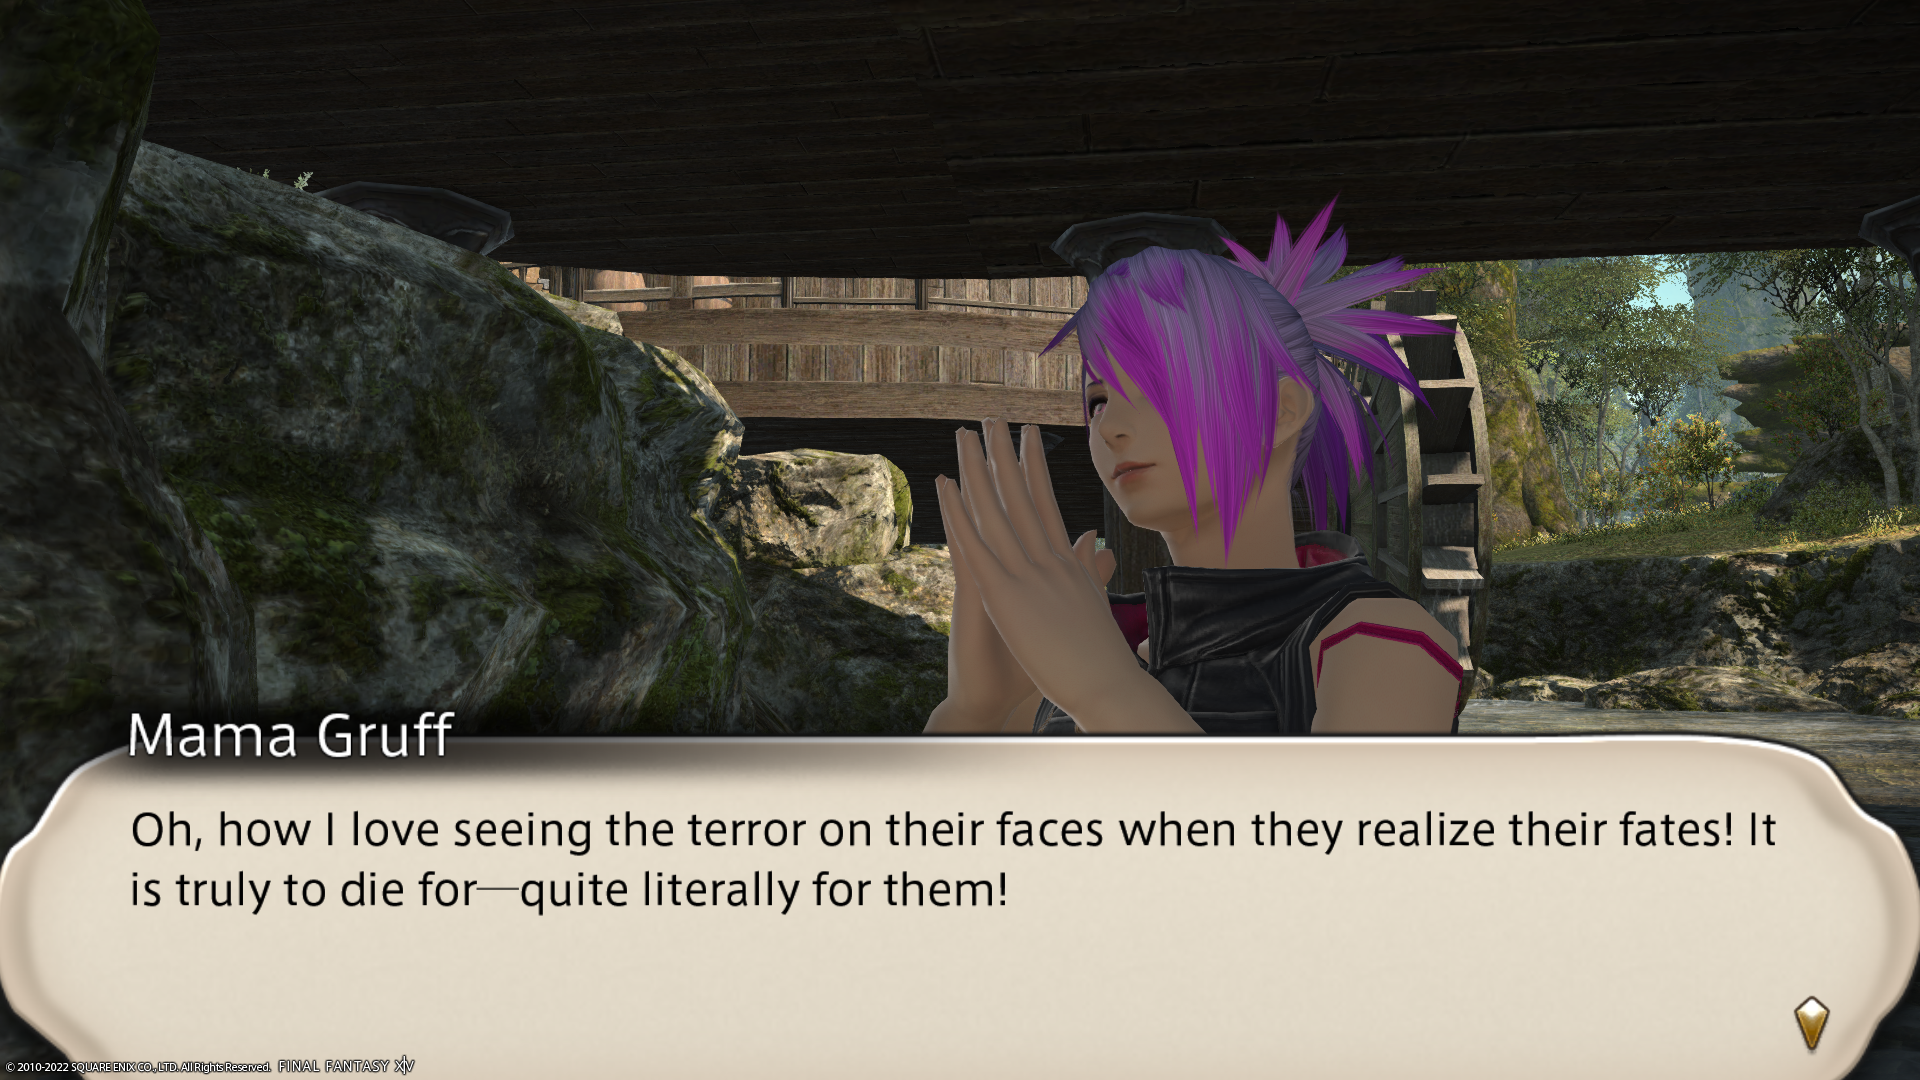 Mama Gruff
Oh, how I love seeing the terror on their faces when they realize their fates! It
is truly to die for—quite literally for them!
© 2010-2022 SQUARE ENIX CO., LTD. All Rights Reserved. FINAL FANTASY XIV